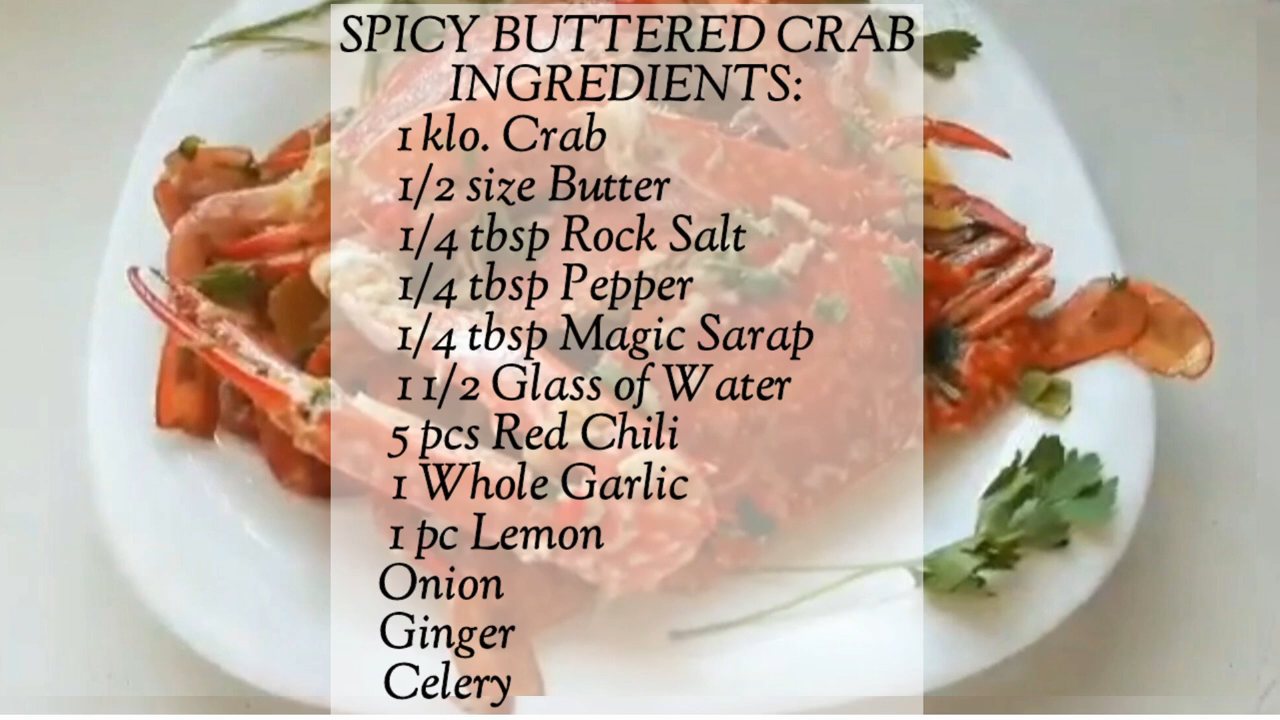 SPICY BUTTERED CRAB
INGREDIENTS:
1 klo. Crab
1/2 size Butter
1/4 tbsp Rock Salt
1/4 tbsp Pepper
1/4 tbsp Magic Sarap
1 1/2 Glass of Water
5 pcs Red Chili
1 Whole Garlic
1 pc Lemon
Onion
Ginger
Celery